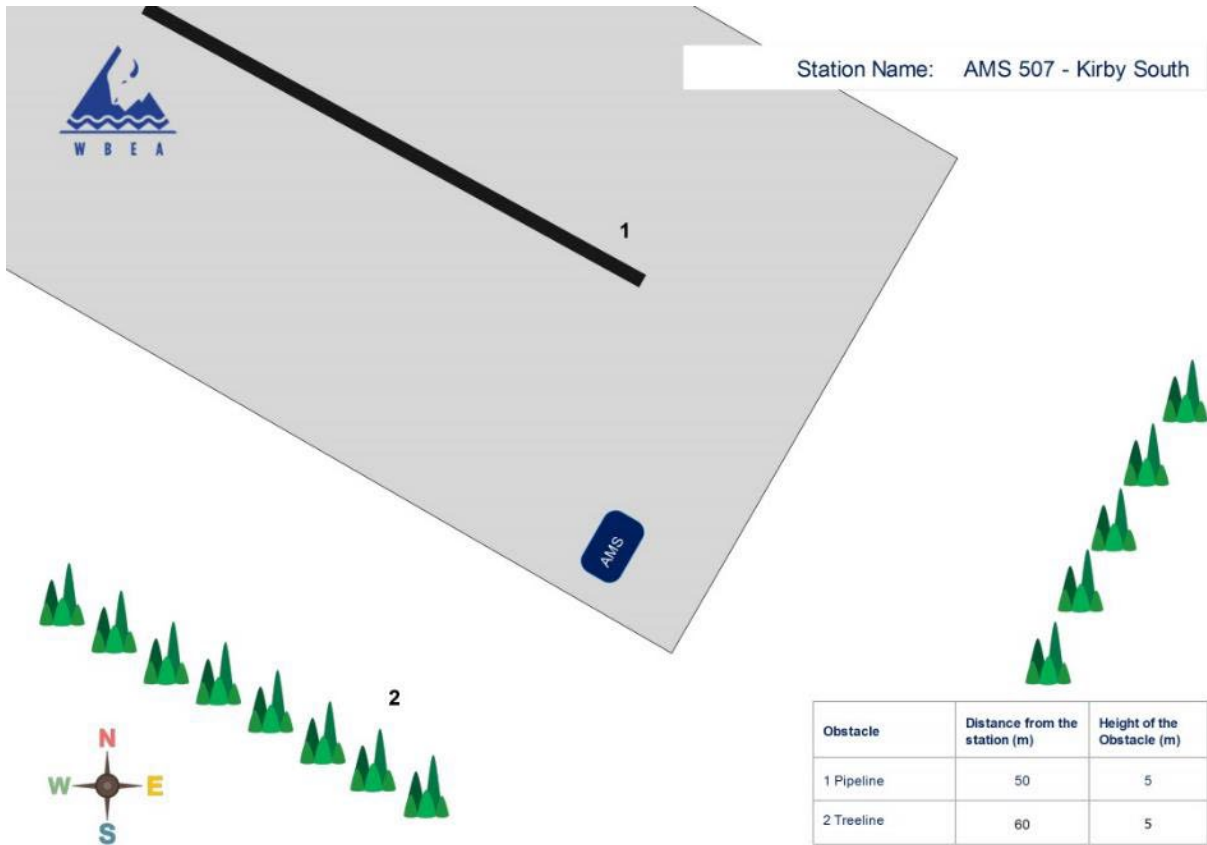 Station Name: AMS 507 - Kirby South
W B E A
1
AMS
2
N
W E
S
Obstacle Distance from the station (m) Height of the Obstacle (m)
1 Pipeline 50 5
2 Treeline 60 5